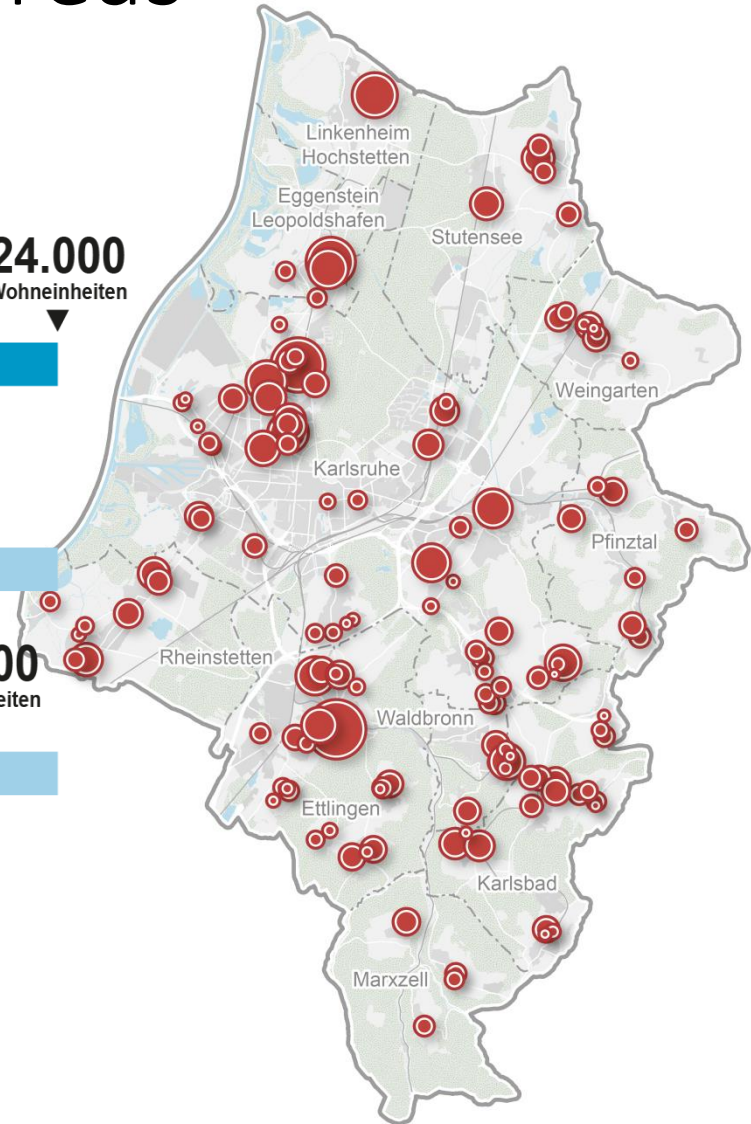 24.000
Wohneinheiten
Linkenheim
Hochstetten
Eggenstein
Leopoldshafen
Stutensee
Weingarten
Karlsruhe
Pfinztal
Rheinstetten
Waldbronn
Ettlingen
Karlsbad
Marxzell